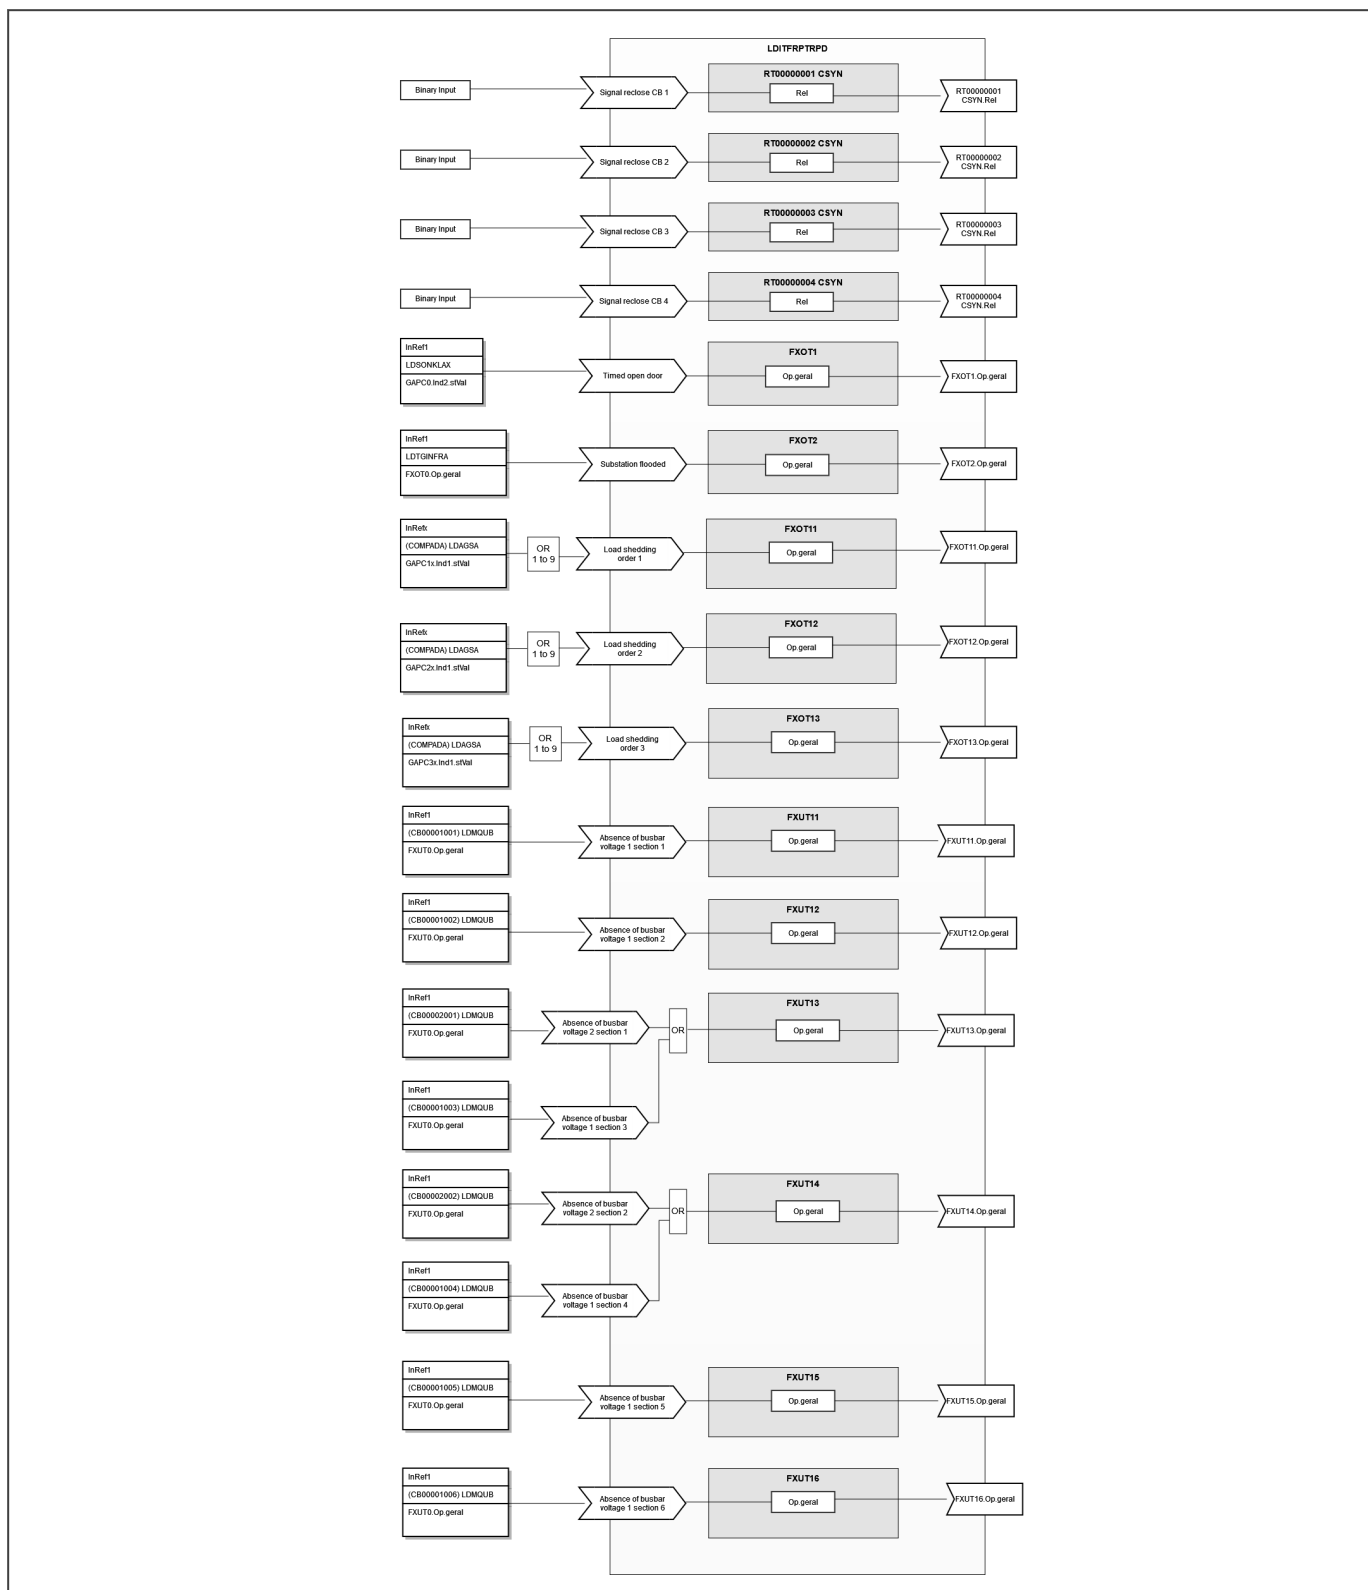 LDITFRPTRPD
RT00000001 CSYN
Binary Input
Signal reclose CB 1
Rel
RT00000001
CSYN.Rel
RT00000002 CSYN
Binary Input
Signal reclose CB 2
Rel
RT00000002
CSYN.Rel
RT00000003 CSYN
Binary Input
Signal reclose CB 3
Rel
RT00000003
CSYN.Rel
RT00000004 CSYN
Binary Input
Signal reclose CB 4
Rel
RT00000004
CSYN.Rel
InRef1
LDSONKLAX
GAPC0.Ind2.stVal
Timed open door
FXOT1
Op.geral
FXOT1.Op.geral
InRef1
LDTGINFRA
FXOT0.Op.geral
Substation flooded
FXOT2
Op.geral
FXOT2.Op.geral
InRefx
(COMPADA) LDAGSA
GAPC1x.Ind1.stVal
OR
1 to 9
Load shedding
order 1
FXOT11
Op.geral
FXOT11.Op.geral
InRefx
(COMPADA) LDAGSA
GAPC2x.Ind1.stVal
OR
1 to 9
Load shedding
order 2
FXOT12
Op.geral
FXOT12.Op.geral
InRefx
(COMPADA) LDAGSA
GAPC3x.Ind1.stVal
OR
1 to 9
Load shedding
order 3
FXOT13
Op.geral
FXOT13.Op.geral
InRef1
(CB00001001) LDMQUB
FXUT0.Op.geral
Absence of busbar
voltage 1 section 1
FXUT11
Op.geral
FXUT11.Op.geral
InRef1
(CB00001002) LDMQUB
FXUT0.Op.geral
Absence of busbar
voltage 1 section 2
FXUT12
Op.geral
FXUT12.Op.geral
InRef1
(CB00002001) LDMQUB
FXUT0.Op.geral
Absence of busbar
voltage 2 section 1
OR
FXUT13
Op.geral
FXUT13.Op.geral
InRef1
(CB00001003) LDMQUB
FXUT0.Op.geral
Absence of busbar
voltage 1 section 3
InRef1
(CB00002002) LDMQUB
FXUT0.Op.geral
Absence of busbar
voltage 2 section 2
OR
FXUT14
Op.geral
FXUT14.Op.geral
InRef1
(CB00001004) LDMQUB
FXUT0.Op.geral
Absence of busbar
voltage 1 section 4
InRef1
(CB00001005) LDMQUB
FXUT0.Op.geral
Absence of busbar
voltage 1 section 5
FXUT15
Op.geral
FXUT15.Op.geral
InRef1
(CB00001006) LDMQUB
FXUT0.Op.geral
Absence of busbar
voltage 1 section 6
FXUT16
Op.geral
FXUT16.Op.geral